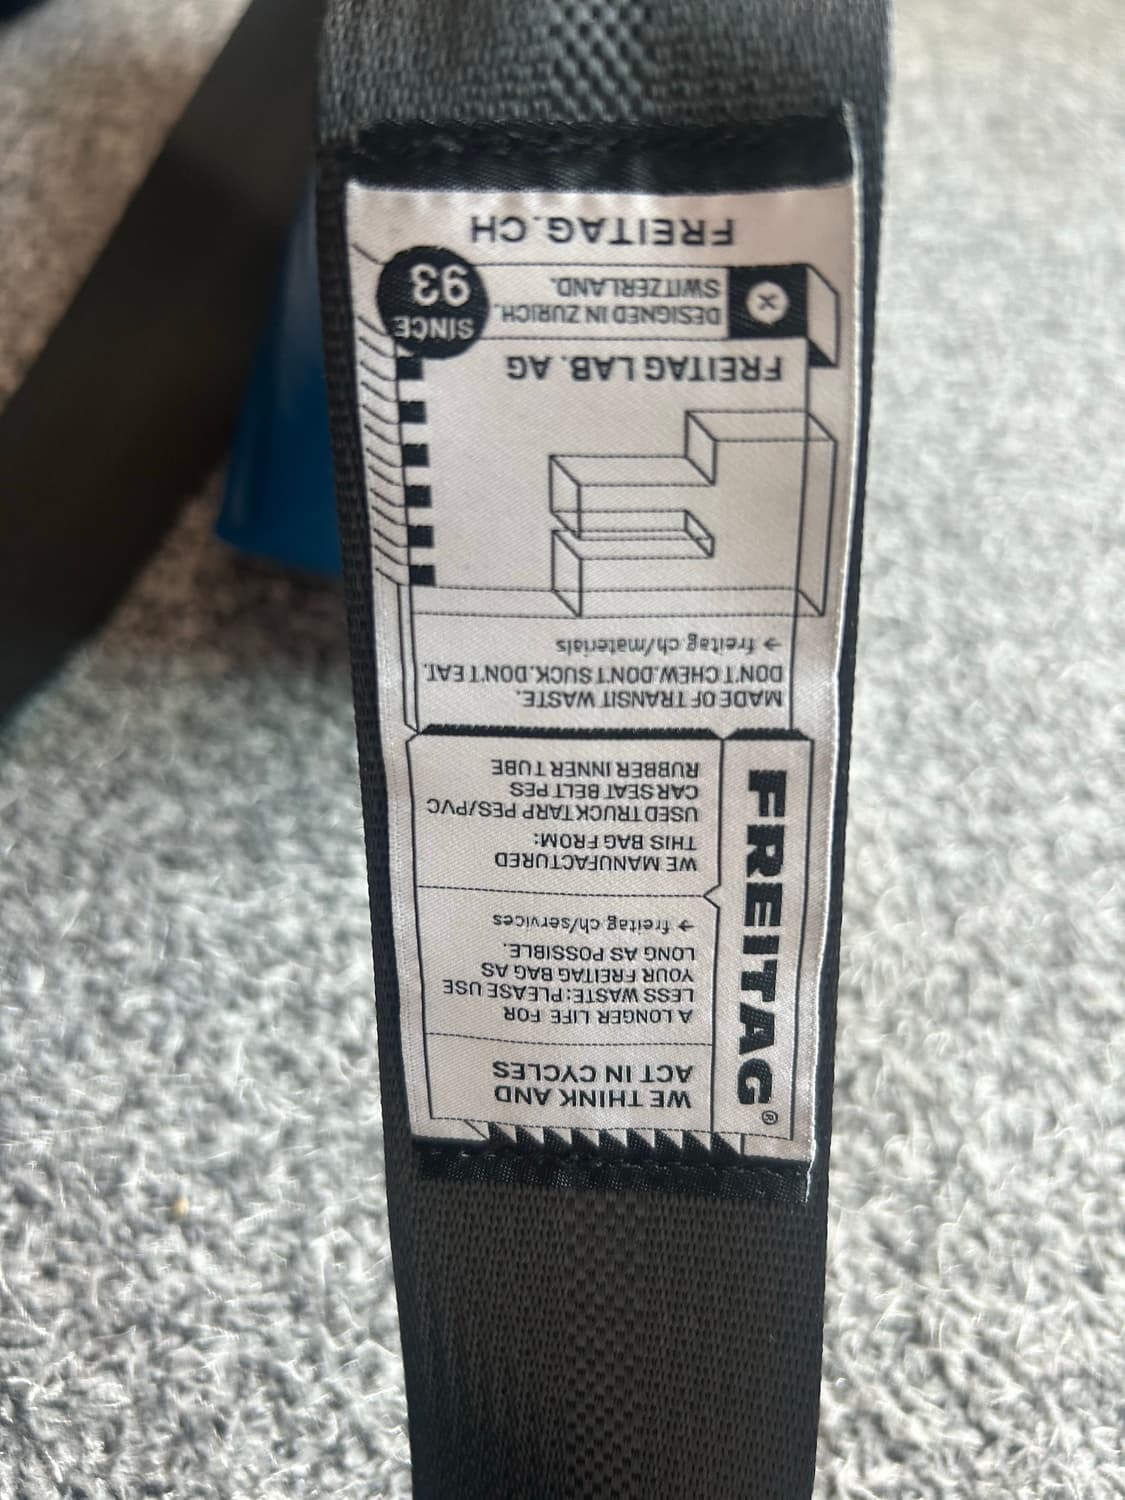 FREITAG®
WE THINK AND
ACT IN CYCLES
A LONGER LIFE FOR
LESS WASTE: PLEASE USE
YOUR FREITAG BAG AS
LONG AS POSSIBLE.
→ freitag.ch/services
WE MANUFACTURED
THIS BAG FROM:
USED TRUCK TARP PES/PVC
CAR SEAT BELT PES
RUBBER INNER TUBE
MADE OF TRANSIT WASTE.
DON'T CHEW. DON'T SUCK. DON'T EAT.
→ freitag.ch/materials
FREITAG LAB. AG
DESIGNED IN ZURICH.
SWITZERLAND.
SINCE
93
FREITAG.CH